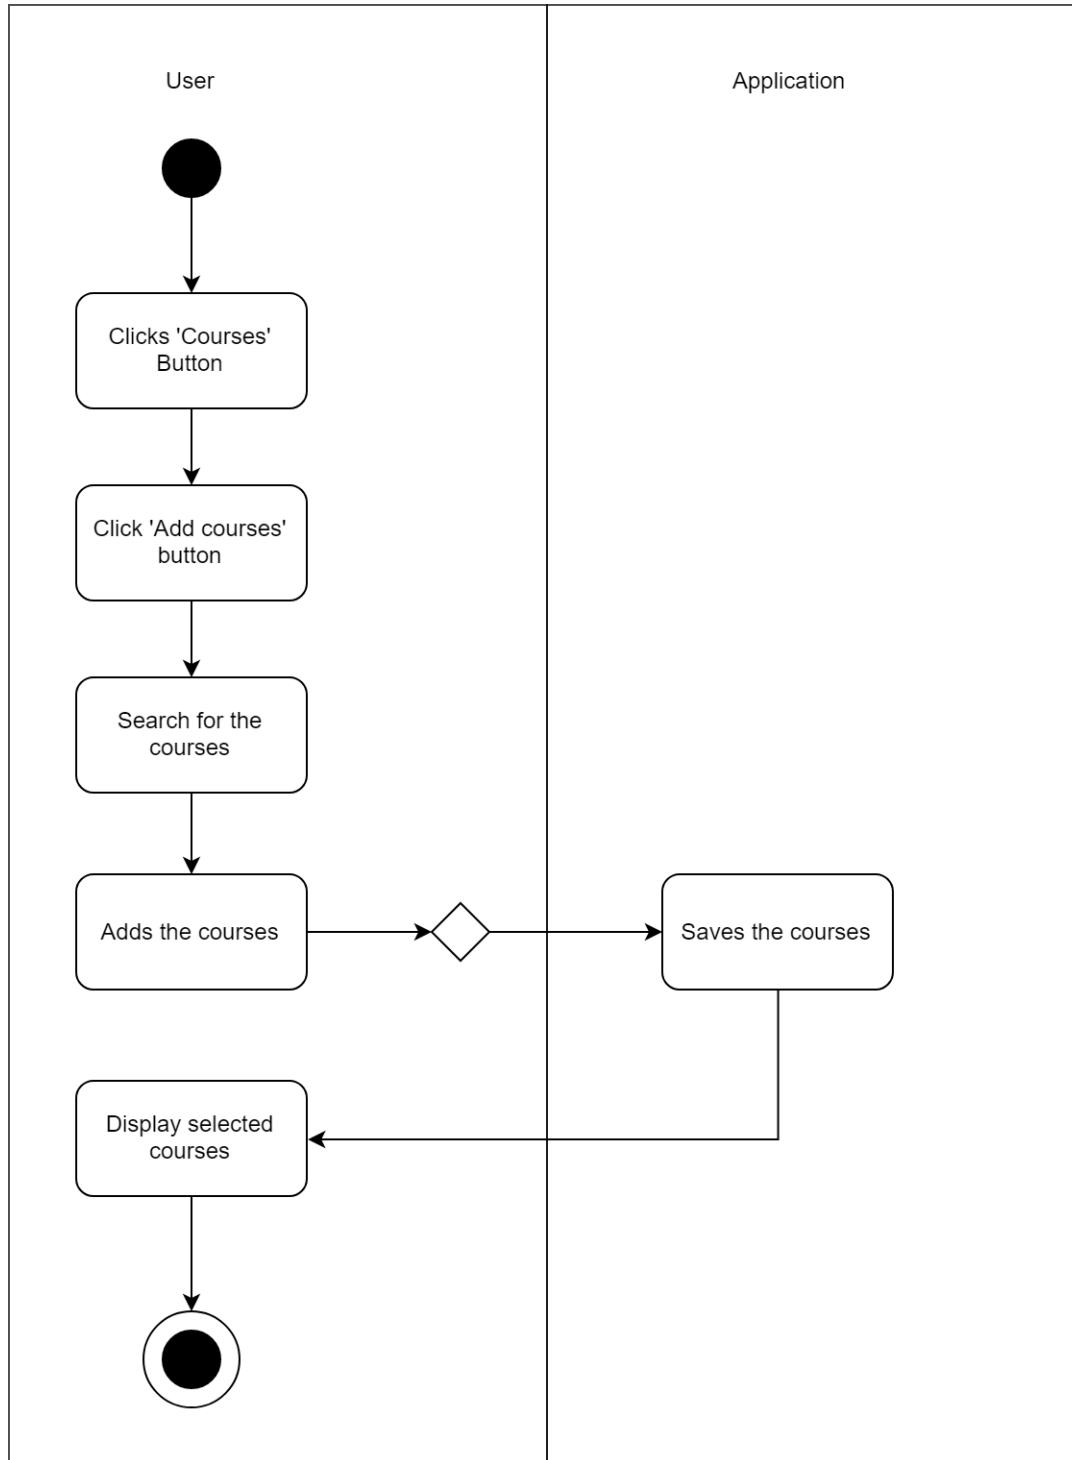 User
Application
Clicks 'Courses'
Button
Click 'Add courses'
button
Search for the
courses
Adds the courses
Saves the courses
Display selected
courses